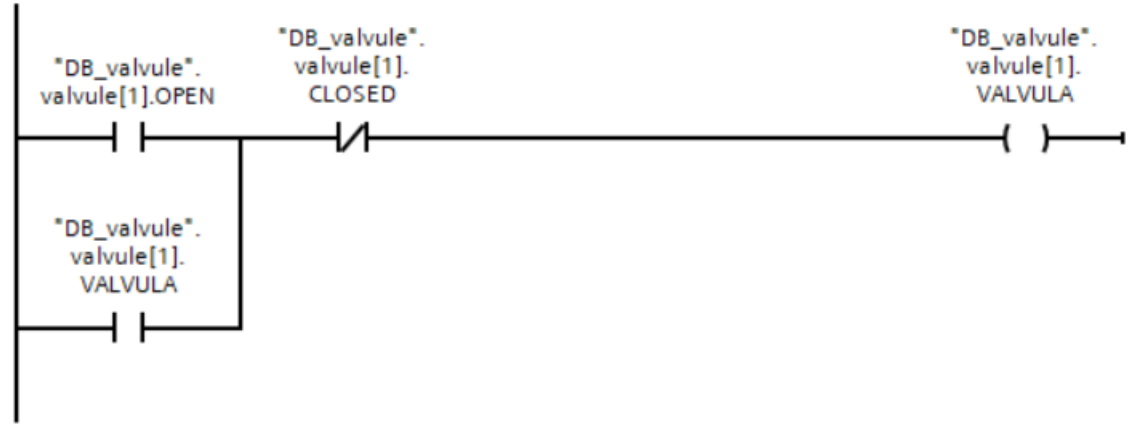 "DB_valvule".
valvule[1].OPEN
"DB_valvule".
valvule[1].
CLOSED
"DB_valvule".
valvule[1].
VALVULA
"DB_valvule".
valvule[1].
VALVULA